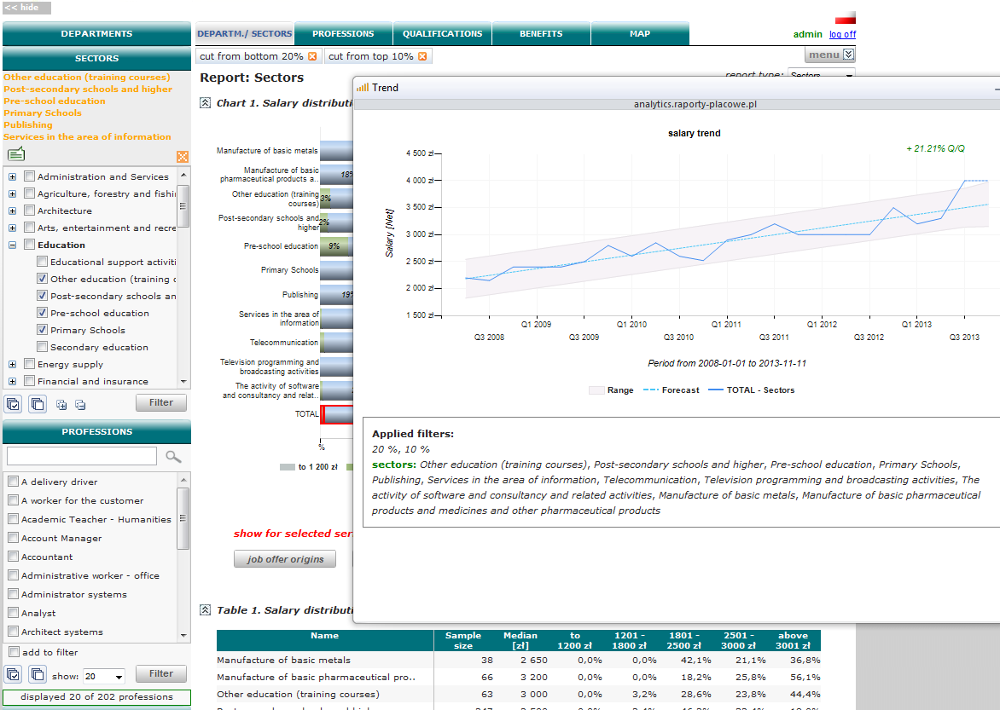 << hide
DEPARTMENTS
SECTORS
Other education (training courses)
Post-secondary schools and higher
Pre-school education
Primary Schools
Publishing
Services in the area of information
Administration and Services
Agriculture, forestry and fishi
Architecture
Arts, entertainment and recre
Education
Educational support activiti
Other education (training c
Post-secondary schools an
Pre-school education
Primary Schools
Secondary education
Energy supply
Financial and insurance
Filter
PROFESSIONS
A delivery driver
A worker for the customer
Academic Teacher - Humanities
Account Manager
Accountant
Administrative worker - office
Administrator systems
Analyst
Architect systems
add to filter
show: 20
Filter
displayed 20 of 202 professions
DEPARTM./ SECTORS
PROFESSIONS
QUALIFICATIONS
BENEFITS
MAP
admin log off
cut from bottom 20%
cut from top 10%
menu
Report: Sectors
report type: Sectors
Chart 1. Salary distributi
Manufacture of basic metals
Manufacture of basic
pharmaceutical products a..
18%
Other education (training
courses)
3%
Post-secondary schools and
higher
2%
Pre-school education
9%
Primary Schools
Publishing
19%
Services in the area of
information
Telecommunication
Television programming and
broadcasting activities
The activity of software
and consultancy and relat..
TOTAL
%
to 1 200 zł
show for selected ser
job offer origins
Trend
analytics.raporty-placowe.pl
salary trend
+ 21.21% Q/Q
Salary [Net]
4 500 zł
4 000 zł
3 500 zł
3 000 zł
2 500 zł
2 000 zł
1 500 zł
Q1 2009
Q1 2010
Q1 2011
Q1 2012
Q1 2013
Q3 2008
Q3 2009
Q3 2010
Q3 2011
Q3 2012
Q3 2013
Period from 2008-01-01 to 2013-11-11
Range
Forecast
TOTAL - Sectors
Applied filters:
20 %, 10 %
sectors: Other education (training courses), Post-secondary schools and higher, Pre-school education, Primary Schools,
Publishing, Services in the area of information, Telecommunication, Television programming and broadcasting activities, The
activity of software and consultancy and related activities, Manufacture of basic metals, Manufacture of basic pharmaceutical
products and medicines and other pharmaceutical products
Table 1. Salary distributi
Name Sample size Median [zł] to 1200 zł 1201 - 1800 zł 1801 - 2500 zł 2501 - 3000 zł above 3001 zł
Manufacture of basic metals 38 2 650 0,0% 0,0% 42,1% 21,1% 36,8%
Manufacture of basic pharmaceutical pro.. 66 3 200 0,0% 0,0% 18,2% 25,8% 56,1%
Other education (training courses) 63 3 000 0,0% 3,2% 28,6% 23,8% 44,4%